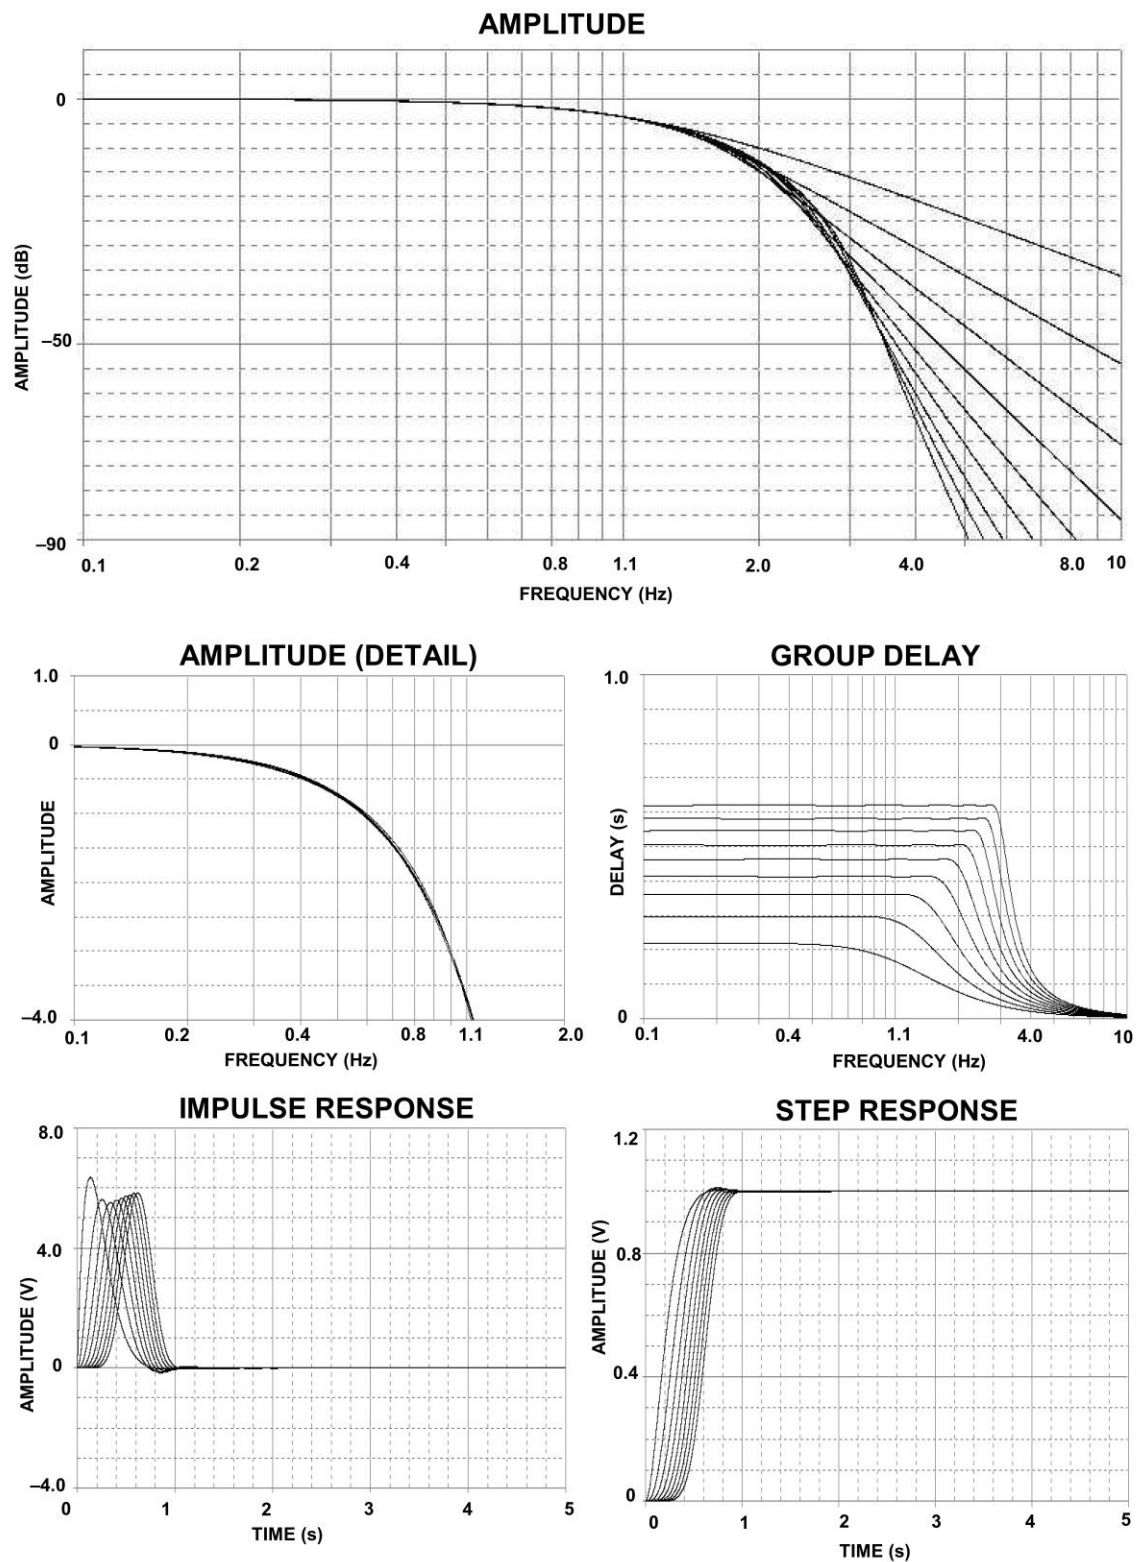 AMPLITUDE
0
–50
–90
AMPLITUDE (dB)
0.1 0.2 0.4 0.8 1.1 2.0 4.0 8.0 10
FREQUENCY (Hz)
AMPLITUDE (DETAIL)
1.0
0
–4.0
AMPLITUDE
0.1 0.2 0.4 0.8 1.1 2.0
FREQUENCY (Hz)
GROUP DELAY
1.0
0
DELAY (s)
0.1 0.4 1.1 4.0 10
FREQUENCY (Hz)
IMPULSE RESPONSE
8.0
4.0
0
–4.0
AMPLITUDE (V)
0 1 2 3 4 5
TIME (s)
STEP RESPONSE
1.2
0.8
0.4
0
AMPLITUDE (V)
0 1 2 3 4 5
TIME (s)